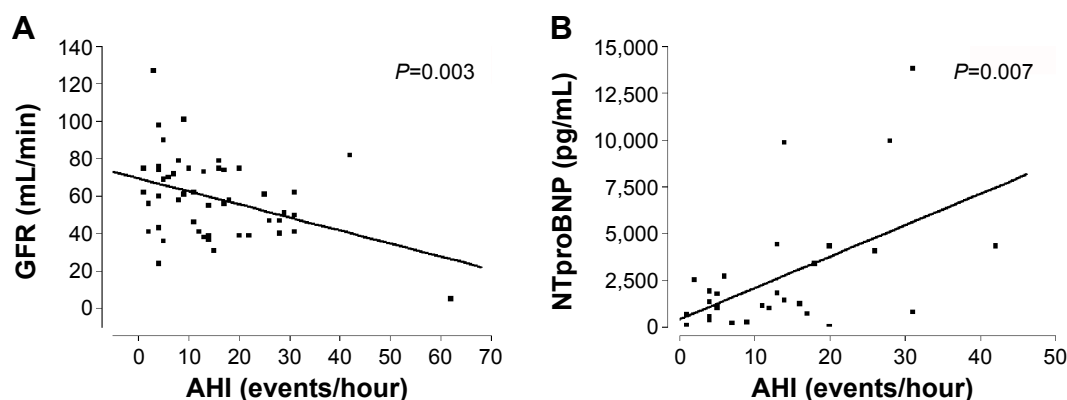 A
GFR (mL/min)
140
120
100
80
60
40
20
0
P=0.003
0 10 20 30 40 50 60 70
AHI (events/hour)
B
NTproBNP (pg/mL)
15,000
12,500
10,000
7,500
5,000
2,500
0
P=0.007
0 10 20 30 40 50
AHI (events/hour)